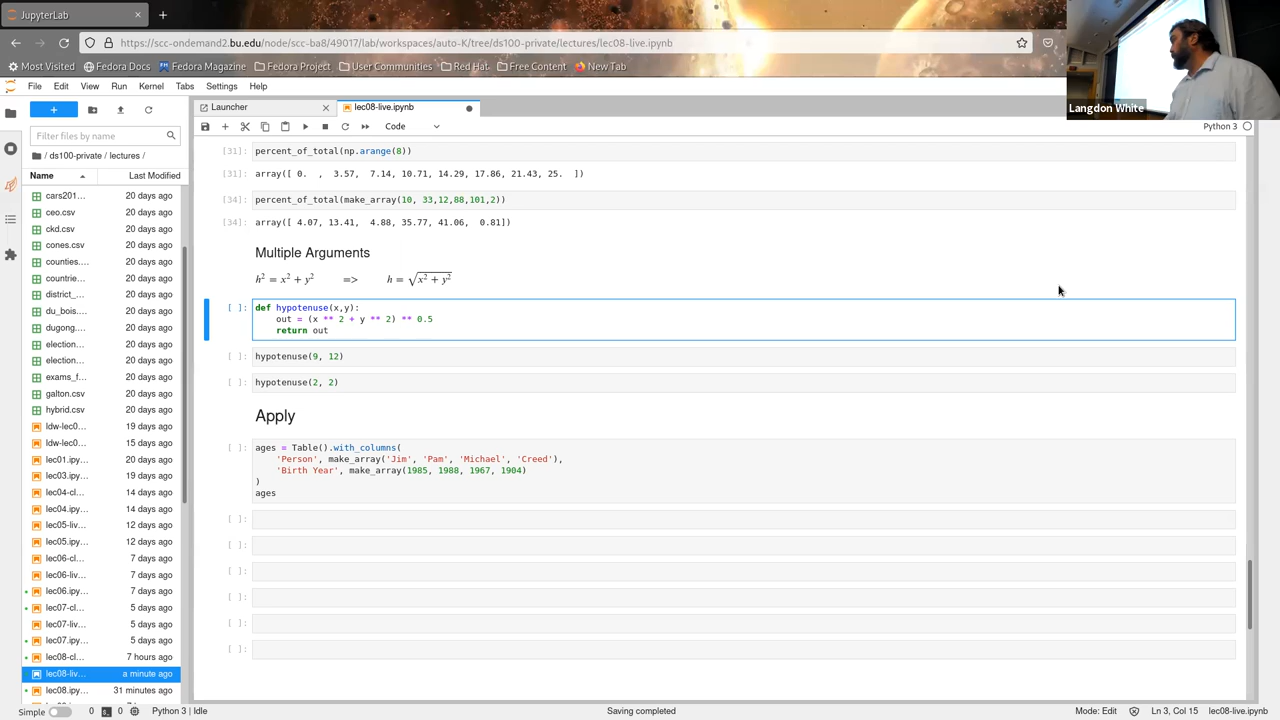 JupyterLab
https://scc-ondemand2.bu.edu/node/scc-ba8/49017/lab/workspaces/auto-K/tree/ds100-private/lectures/lec08-live.ipynb
Most Visited Fedora Docs Fedora Magazine Fedora Project User Communities Red Hat Free Content New Tab
Langdon White
File Edit View Run Kernel Tabs Settings Help
Launcher lec08-live.ipynb
Code Python 3
Filter files by name
/ ds100-private / lectures /
Name Last Modified
cars201… 20 days ago
ceo.csv 20 days ago
ckd.csv 20 days ago
cones.csv 20 days ago
counties.… 20 days ago
countrie… 20 days ago
district_… 20 days ago
du_bois.… 20 days ago
dugong.… 20 days ago
election… 20 days ago
election… 20 days ago
exams_f… 20 days ago
galton.csv 20 days ago
hybrid.csv 20 days ago
ldw-lec0… 19 days ago
ldw-lec0… 15 days ago
lec01.ipy… 20 days ago
lec03.ipy… 19 days ago
lec04-cl… 14 days ago
lec04.ipy… 14 days ago
lec05-liv… 12 days ago
lec05.ipy… 12 days ago
lec06-cl… 7 days ago
lec06-liv… 7 days ago
lec06.ipy… 7 days ago
lec07-cl… 5 days ago
lec07-liv… 5 days ago
lec07.ipy… 5 days ago
lec08-cl… 7 hours ago
lec08-liv… a minute ago
lec08.ipy… 31 minutes ago
[31]: percent_of_total(np.arange(8))
[31]: array([ 0.  ,  3.57,  7.14, 10.71, 14.29, 17.86, 21.43, 25.  ])
[34]: percent_of_total(make_array(10, 33,12,88,101,2))
[34]: array([ 4.07, 13.41,  4.88, 35.77, 41.06,  0.81])
Multiple Arguments
h² = x² + y² => h = √x² + y²
[ ]: def hypotenuse(x,y):
out = (x ** 2 + y ** 2) ** 0.5
return out
[ ]: hypotenuse(9, 12)
[ ]: hypotenuse(2, 2)
Apply
[ ]: ages = Table().with_columns(
'Person', make_array('Jim', 'Pam', 'Michael', 'Creed'),
'Birth Year', make_array(1985, 1988, 1967, 1904)
)
ages
[ ]:
[ ]:
[ ]:
[ ]:
[ ]:
[ ]:
Simple 0 0 Python 3 | Idle Saving completed Mode: Edit Ln 3, Col 15 lec08-live.ipynb